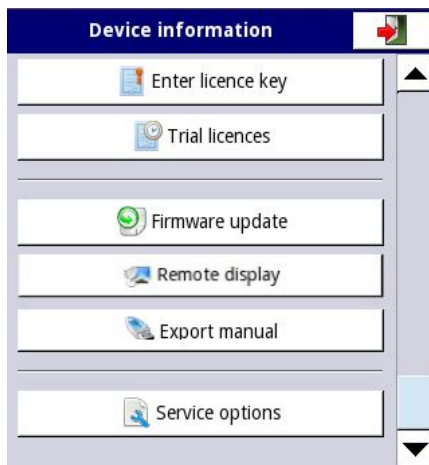 Device information
Enter licence key
Trial licences
Firmware update
Remote display
Export manual
Service options